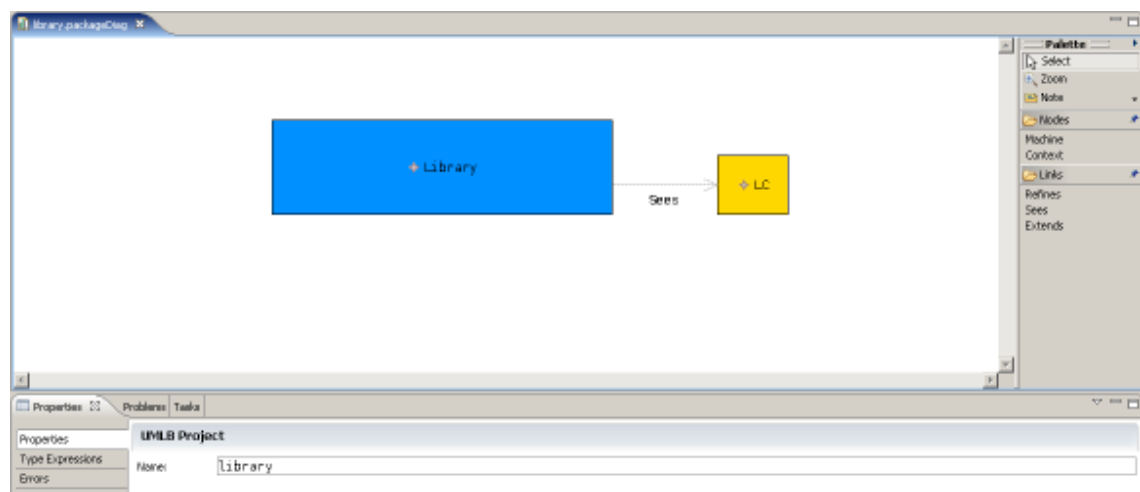 library.packageDiag
Palette
Select
Zoom
Note
Nodes
Machine
Context
Links
Refines
Sees
Extends
Library
LC
Sees
Properties
Problems
Tasks
Properties
Type Expressions
Errors
UMLB Project
Name:
library